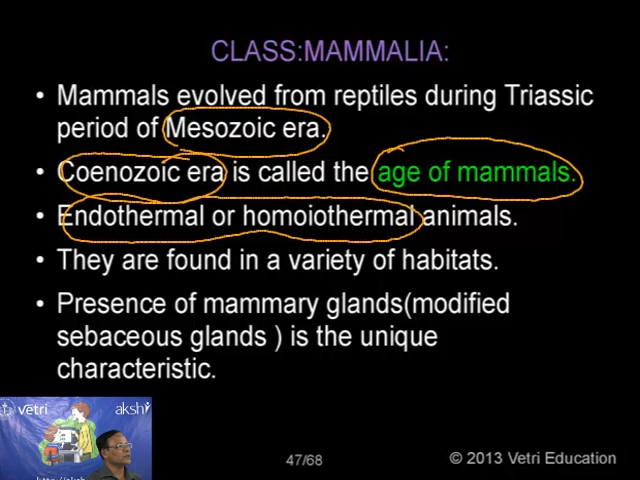 CLASS:MAMMALIA:
• Mammals evolved from reptiles during Triassic
period of Mesozoic era.
• Coenozoic era is called the age of mammals.
• Endothermal or homoiothermal animals.
• They are found in a variety of habitats.
• Presence of mammary glands(modified
sebaceous glands ) is the unique
characteristic.
vetri akshi
47/68
© 2013 Vetri Education